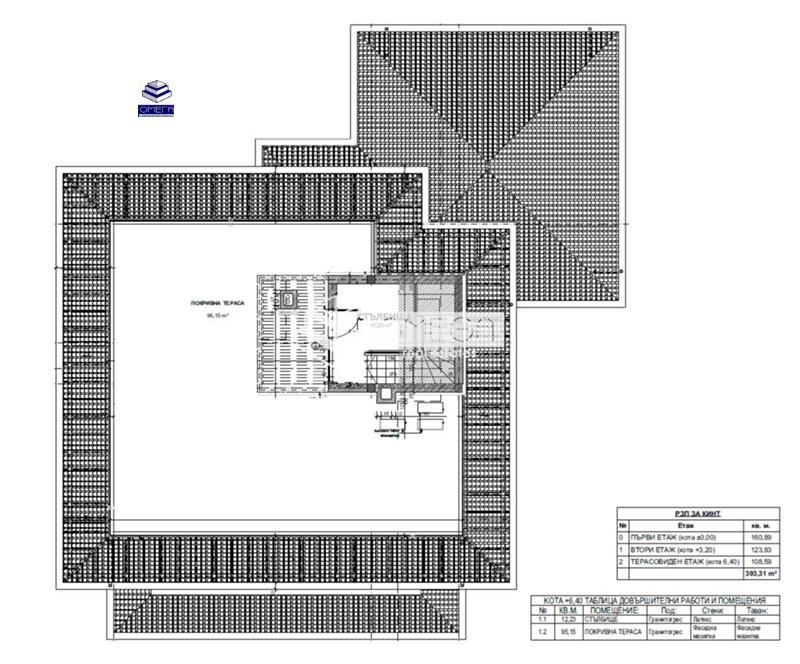 ОМЕГА
ПОКРИВНА ТЕРАСА
95,15 m²
СТЪЛБИЩЕ
РЗП ЗА КИНТ
№ Етаж кв. м.
0 ПЪРВИ ЕТАЖ (кота ±0,00) 160,89
1 ВТОРИ ЕТАЖ (кота +3,20) 123,83
2 ТЕРАСОВИДЕН ЕТАЖ (кота 6,40) 108,59
393,31 m²
КОТА +6,40 ТАБЛИЦА ДОВЪРШИТЕЛНИ РАБОТИ И ПОМЕЩЕНИЯ
№ КВ.М. ПОМЕЩЕНИЕ: Под: Стени: Таван:
1.1 12,23 СТЪЛБИЩЕ Гранитогрес Латекс Латекс
1.2 95,15 ПОКРИВНА ТЕРАСА Гранитогрес Фасадна мазилка Фасадна мазилка